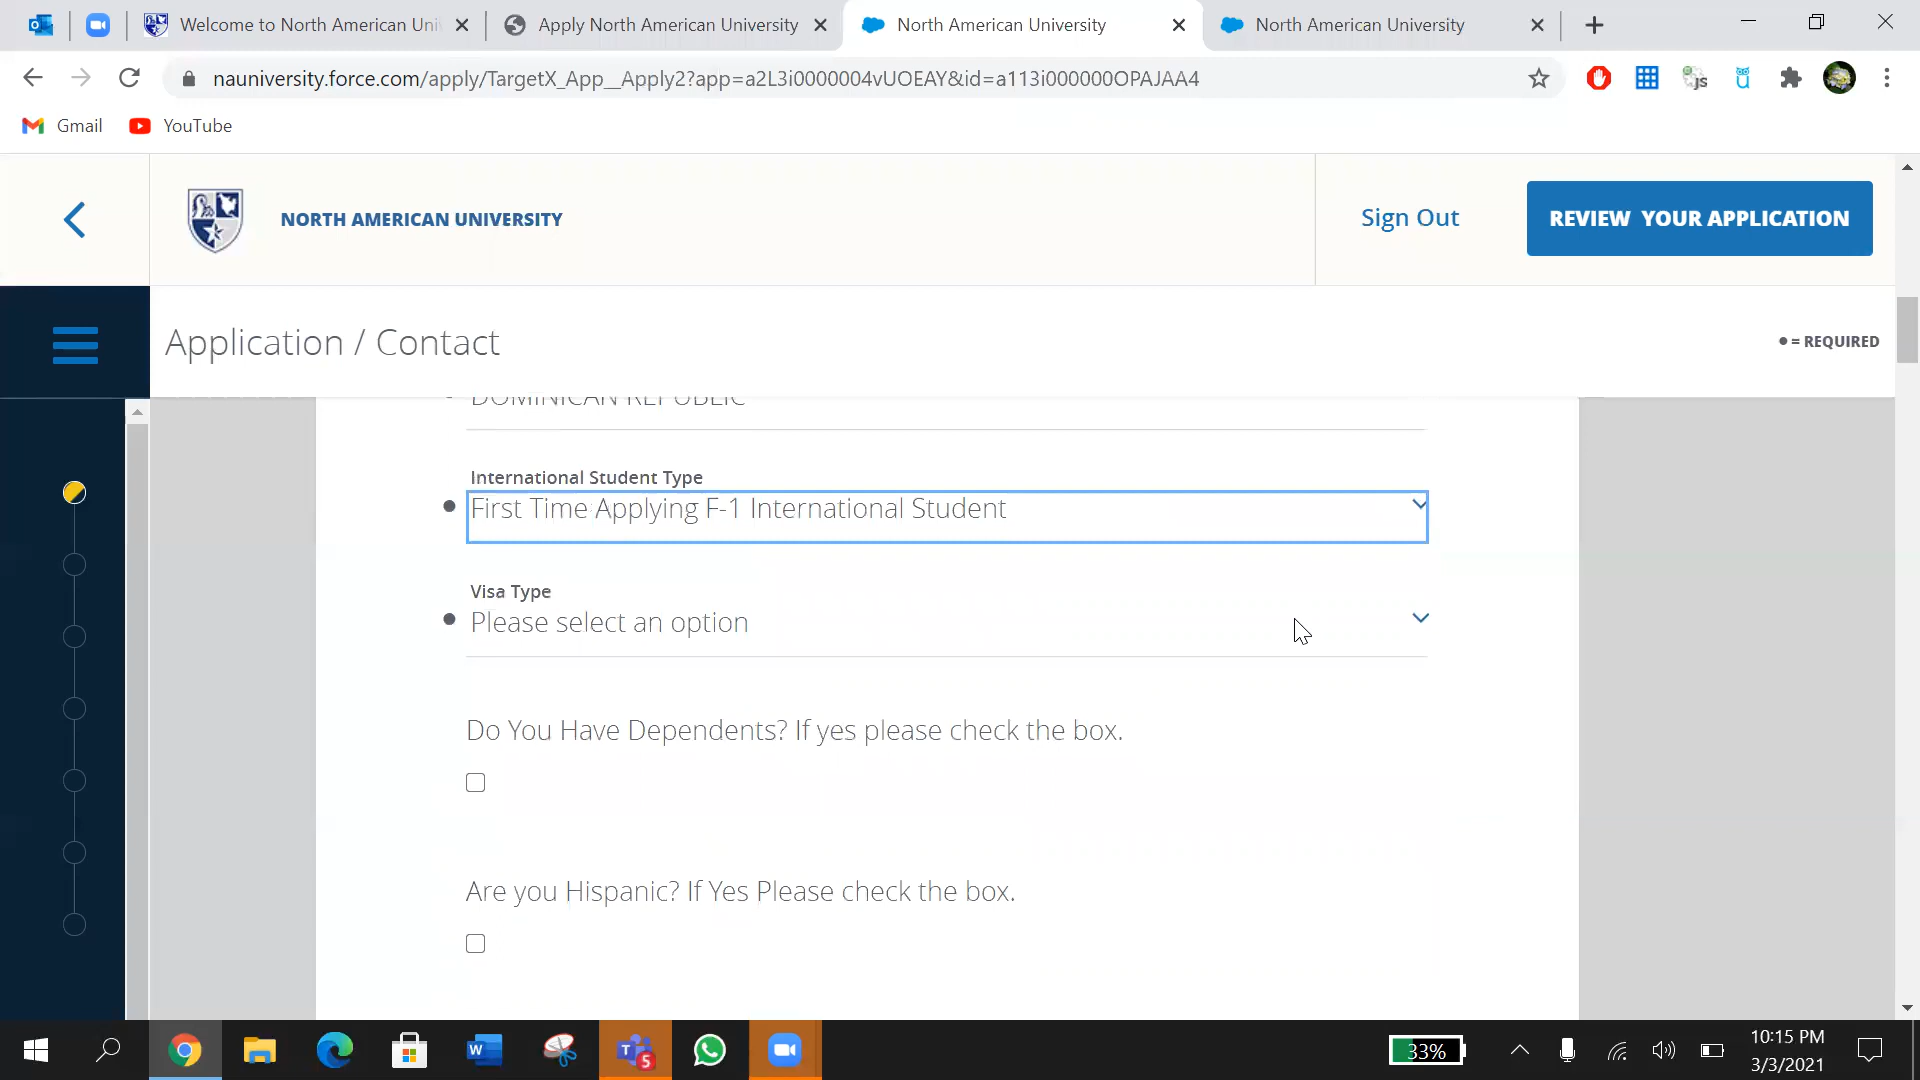 Welcome to North American Uni
Apply North American University
North American University
North American University
nauniversity.force.com/apply/TargetX_App__Apply2?app=a2L3i0000004vUOEAY&id=a113i000000OPAJAA4
Gmail
YouTube
NORTH AMERICAN UNIVERSITY
Sign Out
REVIEW YOUR APPLICATION
Application / Contact
= REQUIRED
DOMINICAN REPUBLIC
International Student Type
First Time Applying F-1 International Student
Visa Type
Please select an option
Do You Have Dependents? If yes please check the box.
Are you Hispanic? If Yes Please check the box.
33%
10:15 PM
3/3/2021
5